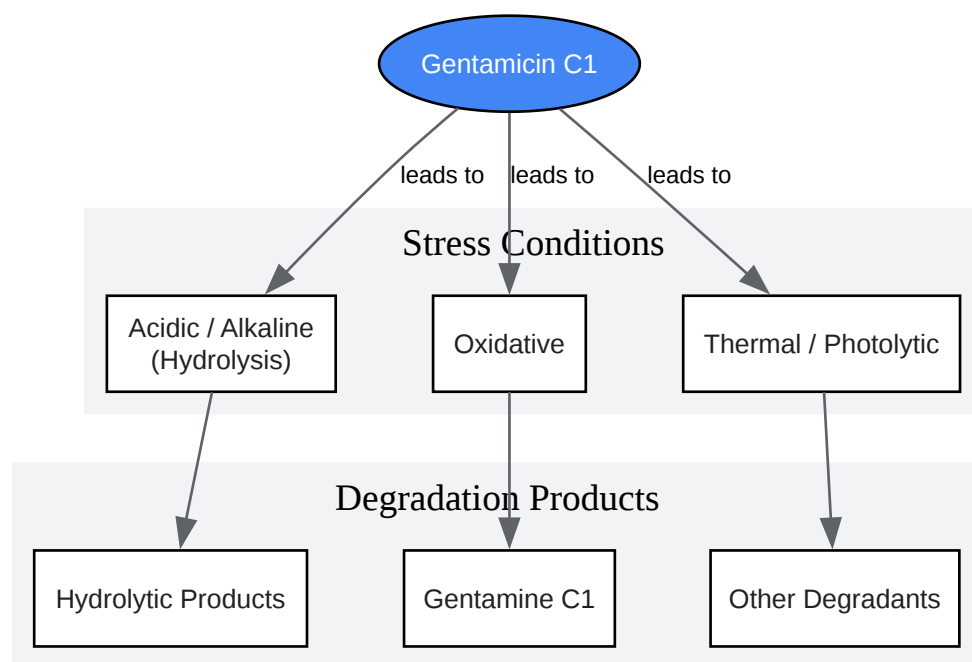 Gentamicin C1
leads to
leads to
leads to
Stress Conditions
Acidic / Alkaline
(Hydrolysis)
Oxidative
Thermal / Photolytic
Degradation Products
Hydrolytic Products
Gentamine C1
Other Degradants